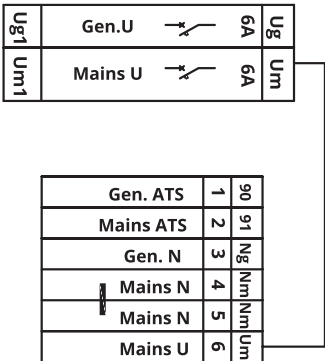 Ug1 Gen.U 6A Ug
Um1 Mains U 6A Um
Gen. ATS 1 90
Mains ATS 2 91
Gen. N 3 Ng
Mains N 4 Nm
Mains N 5 Nm
Mains U 6 Um